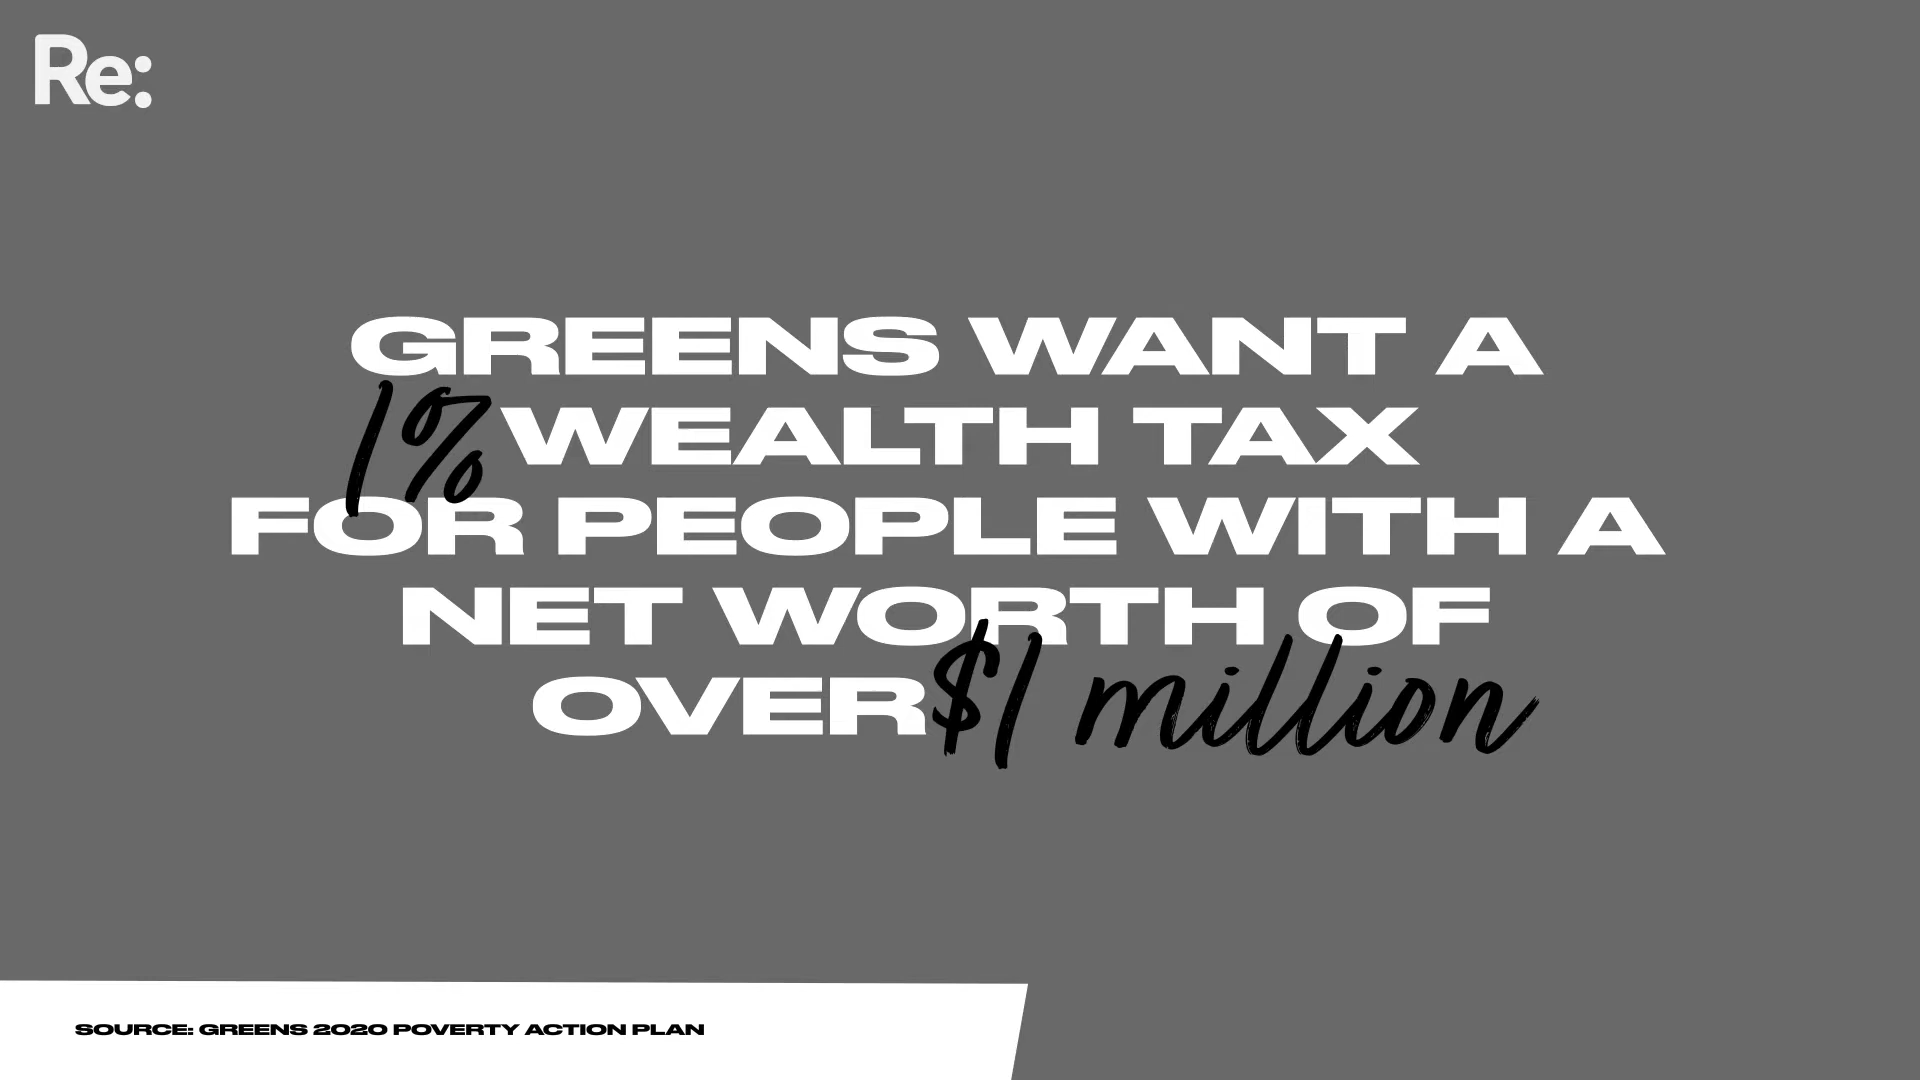 Re:
GREENS WANT A
1% WEALTH TAX
FOR PEOPLE WITH A
NET WORTH OF
OVER $1 million
SOURCE: GREENS 2020 POVERTY ACTION PLAN